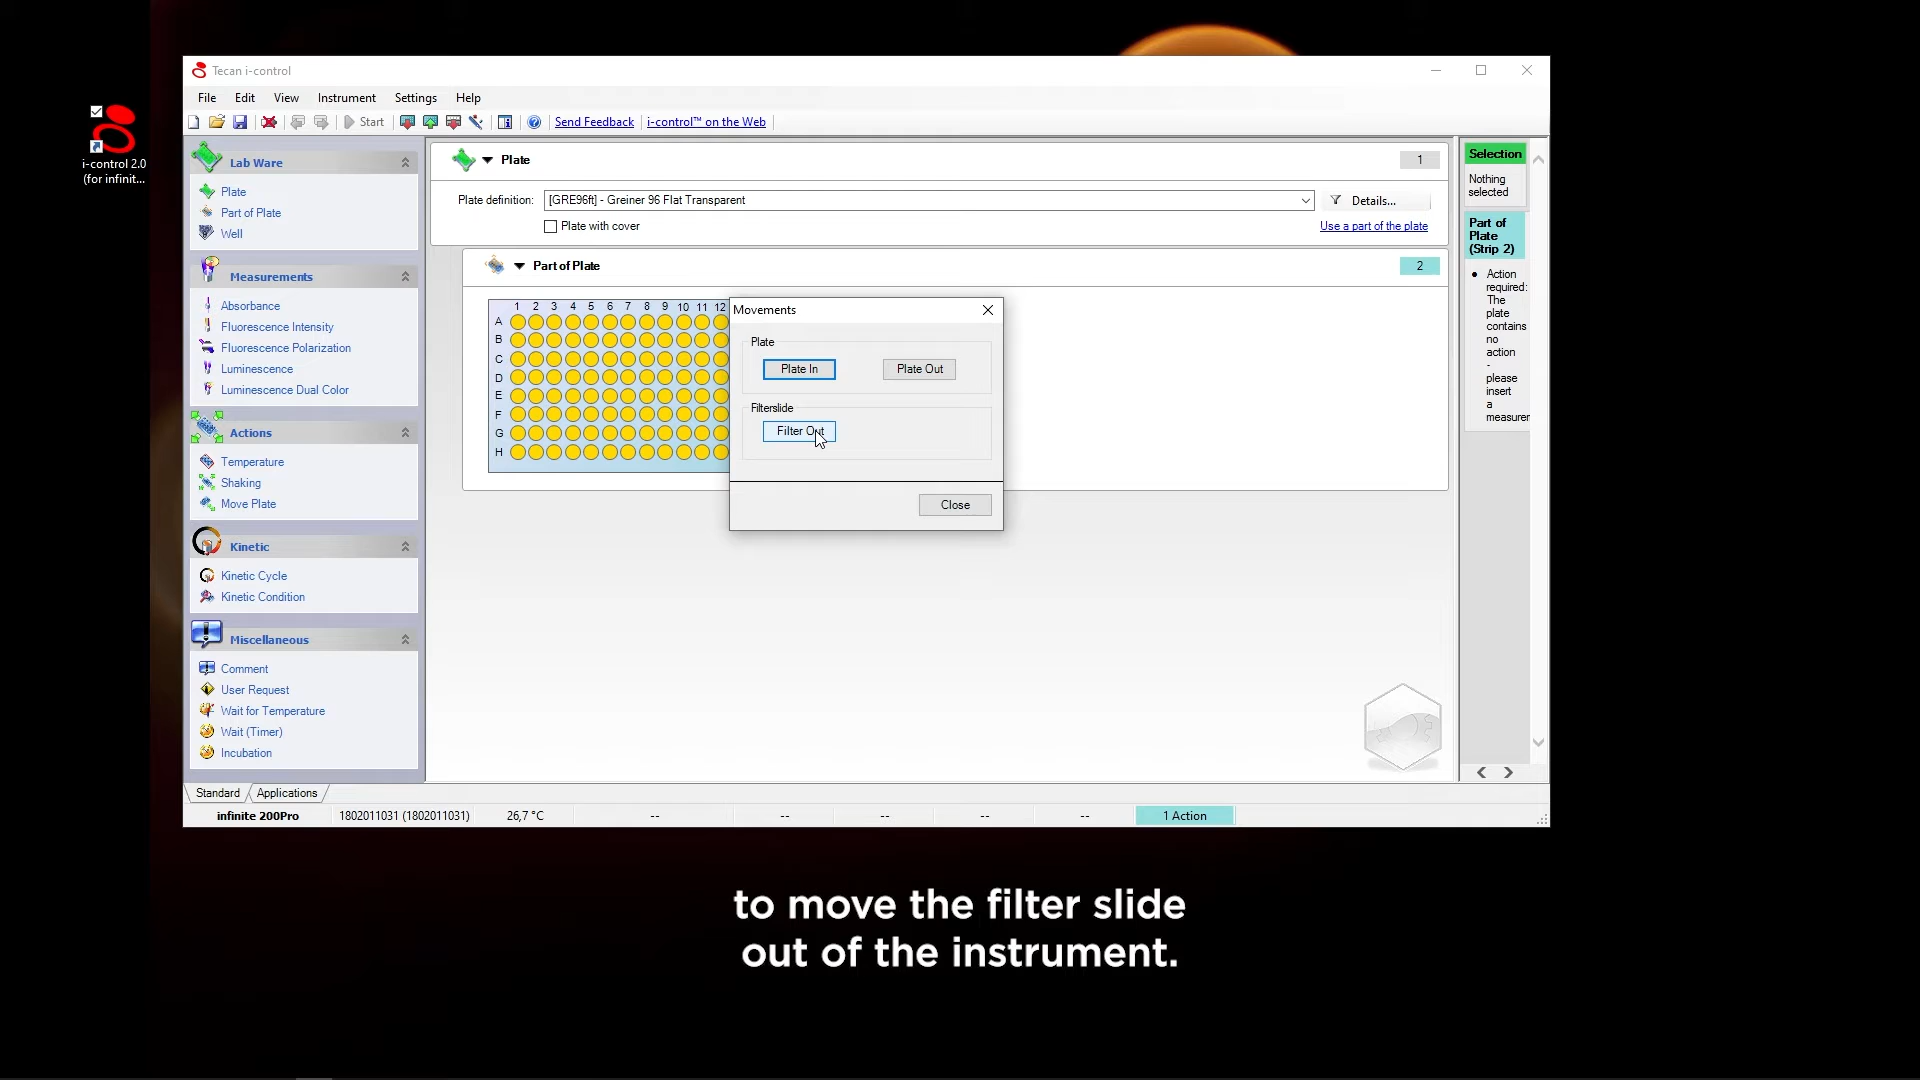 Tecan i-control
File Edit View Instrument Settings Help
Start Send Feedback i-control™ on the Web
i-control 2.0
(for infinit...
Lab Ware
Plate
Part of Plate
Well
Measurements
Absorbance
Fluorescence Intensity
Fluorescence Polarization
Luminescence
Luminescence Dual Color
Actions
Temperature
Shaking
Move Plate
Kinetic
Kinetic Cycle
Kinetic Condition
Miscellaneous
Comment
User Request
Wait for Temperature
Wait (Timer)
Incubation
Plate 1
Plate definition: [GRE96ft] - Greiner 96 Flat Transparent Details...
Plate with cover Use a part of the plate
Part of Plate 2
1 2 3 4 5 6 7 8 9 10 11 12
A
B
C
D
E
F
G
H
Movements
Plate
Plate In Plate Out
Filterslide
Filter Out
Close
Selection
Nothing
selected
Part of
Plate
(Strip 2)
Action
required:
The
plate
contains
no
action
-
please
insert
a
measurer
Standard Applications
infinite 200Pro 1802011031 (1802011031) 26,7 °C -- -- -- -- -- 1 Action
to move the filter slide
out of the instrument.